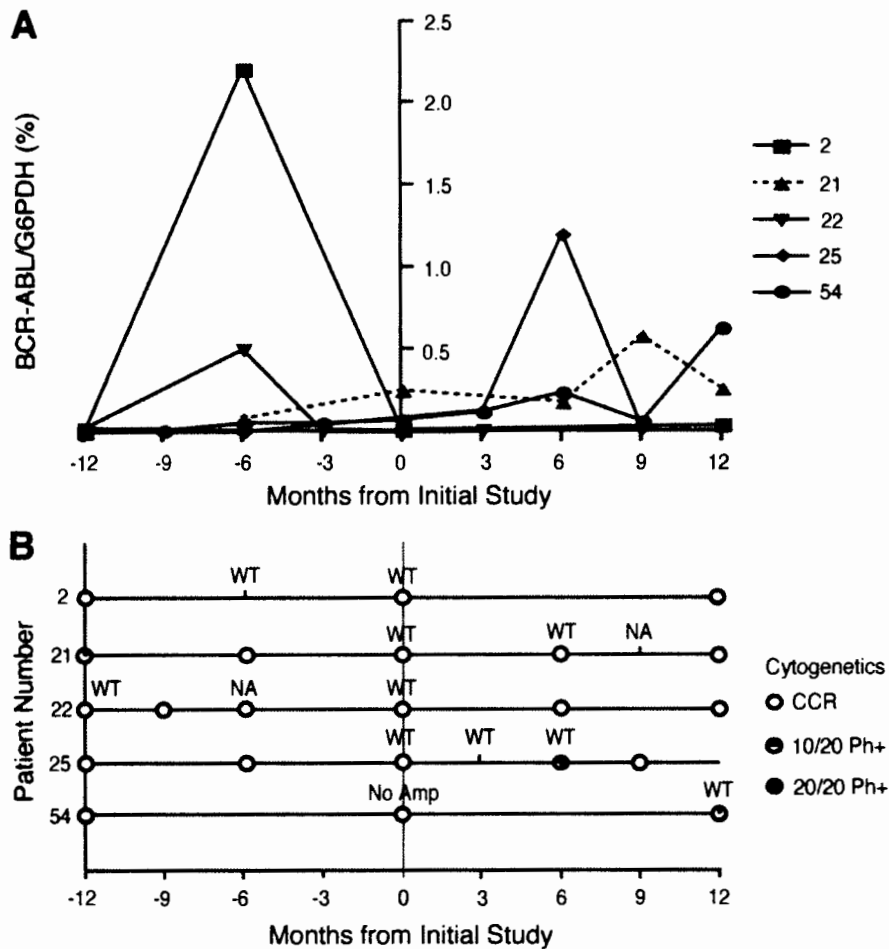 A
BCR-ABL/G6PDH (%)
2.5
2.0
1.5
1.0
0.5
2
21
22
25
54
-12 -9 -6 -3 0 3 6 9 12
Months from Initial Study
B
Patient Number
WT WT
2
WT WT NA
21
WT NA WT
22
WT WT WT
25
No Amp WT
54
Cytogenetics
CCR
10/20 Ph+
20/20 Ph+
-12 -9 -6 -3 0 3 6 9 12
Months from Initial Study